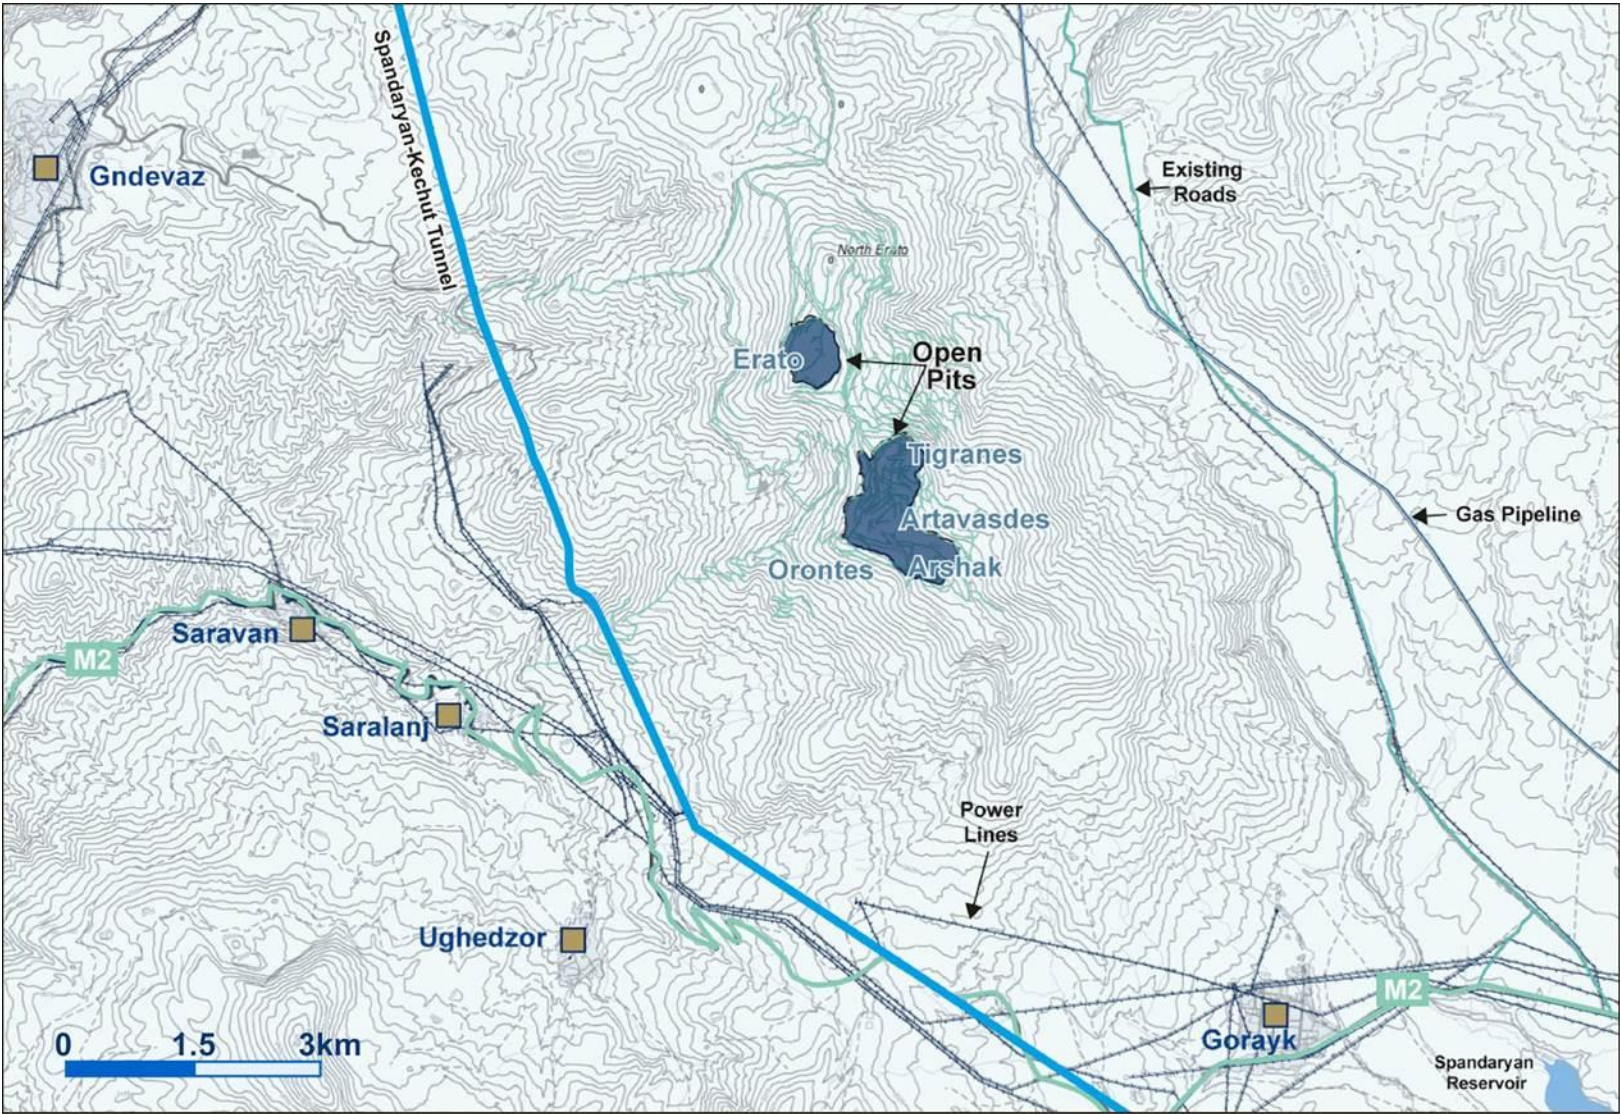 Spandaryan-Kechut Tunnel
Gndevaz
Existing
Roads
North Erato
Erato
Open
Pits
Tigranes
Artavasdes
Gas Pipeline
Orontes
Arshak
Saravan
M2
Saralanj
Power
Lines
Ughedzor
M2
Gorayk
0 1.5 3km
Spandaryan
Reservoir